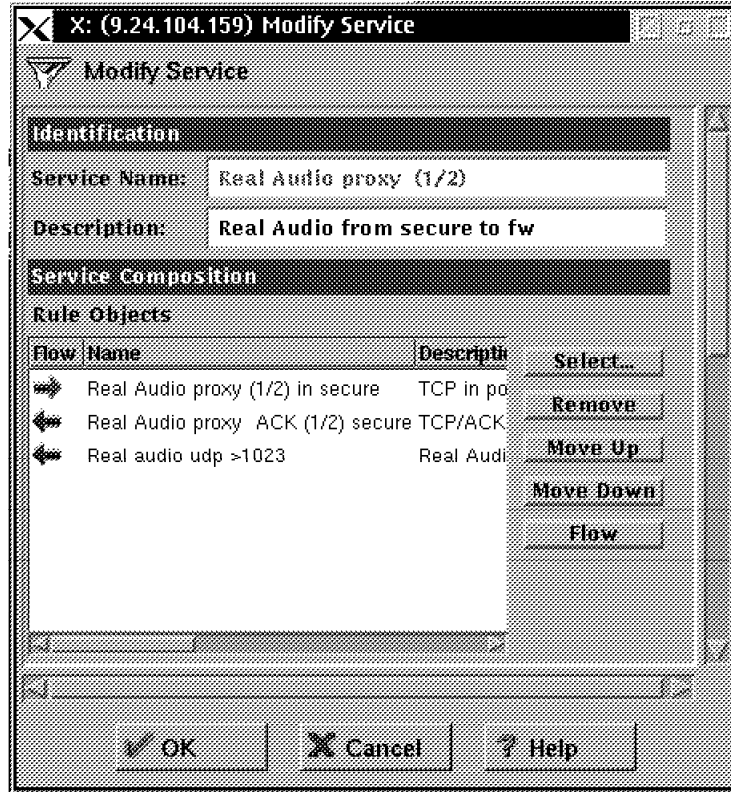 X: (9.24.104.159) Modify Service
Modify Service
Identification
Service Name: Real Audio proxy (1/2)
Description: Real Audio from secure to fw
Service Composition
Rule Objects
Flow Name Descripti
Real Audio proxy (1/2) in secure TCP in po
Real Audio proxy ACK (1/2) secure TCP/ACK
Real audio udp >1023 Real Audi
Select...
Remove
Move Up
Move Down
Flow
OK Cancel Help